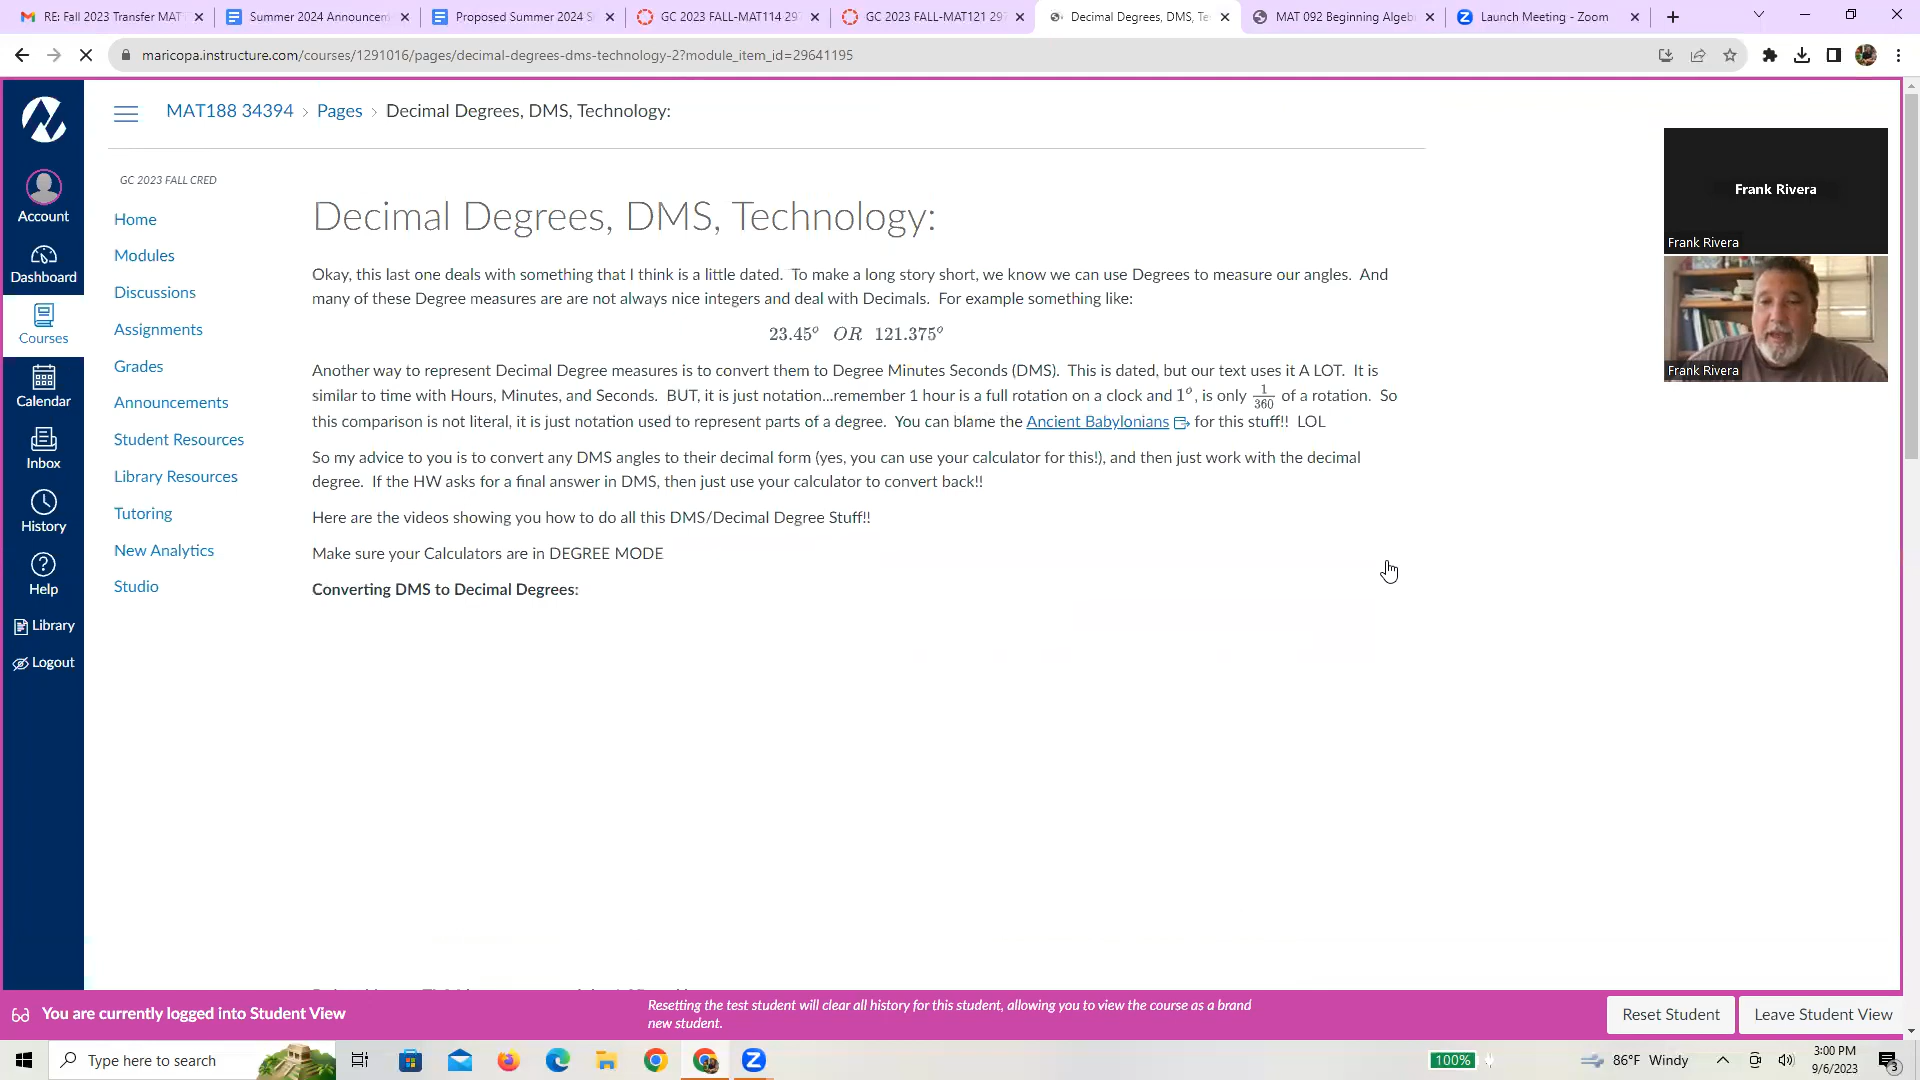 RE: Fall 2023 Transfer MAT
Summer 2024 Announcem
Proposed Summer 2024 S
GC 2023 FALL-MAT114 297
GC 2023 FALL-MAT121 297
Decimal Degrees, DMS, Te
MAT 092 Beginning Algeb
Launch Meeting - Zoom
maricopa.instructure.com/courses/1291016/pages/decimal-degrees-dms-technology-2?module_item_id=29641195
MAT188 34394 > Pages > Decimal Degrees, DMS, Technology:
GC 2023 FALL CRED
Account
Dashboard
Courses
Calendar
Inbox
History
Help
Library
Logout
Home
Modules
Discussions
Assignments
Grades
Announcements
Student Resources
Library Resources
Tutoring
New Analytics
Studio
Decimal Degrees, DMS, Technology:
Okay, this last one deals with something that I think is a little dated. To make a long story short, we know we can use Degrees to measure our angles. And
many of these Degree measures are are not always nice integers and deal with Decimals. For example something like:
23.45° OR 121.375°
Another way to represent Decimal Degree measures is to convert them to Degree Minutes Seconds (DMS). This is dated, but our text uses it A LOT. It is
similar to time with Hours, Minutes, and Seconds. BUT, it is just notation...remember 1 hour is a full rotation on a clock and 1°, is only 1/360 of a rotation. So
this comparison is not literal, it is just notation used to represent parts of a degree. You can blame the Ancient Babylonians for this stuff!! LOL
So my advice to you is to convert any DMS angles to their decimal form (yes, you can use your calculator for this!), and then just work with the decimal
degree. If the HW asks for a final answer in DMS, then just use your calculator to convert back!!
Here are the videos showing you how to do all this DMS/Decimal Degree Stuff!!
Make sure your Calculators are in DEGREE MODE
Converting DMS to Decimal Degrees:
Frank Rivera
Frank Rivera
Frank Rivera
You are currently logged into Student View
Resetting the test student will clear all history for this student, allowing you to view the course as a brand
new student.
Reset Student
Leave Student View
Type here to search
100%
86°F Windy
3:00 PM
9/6/2023
3